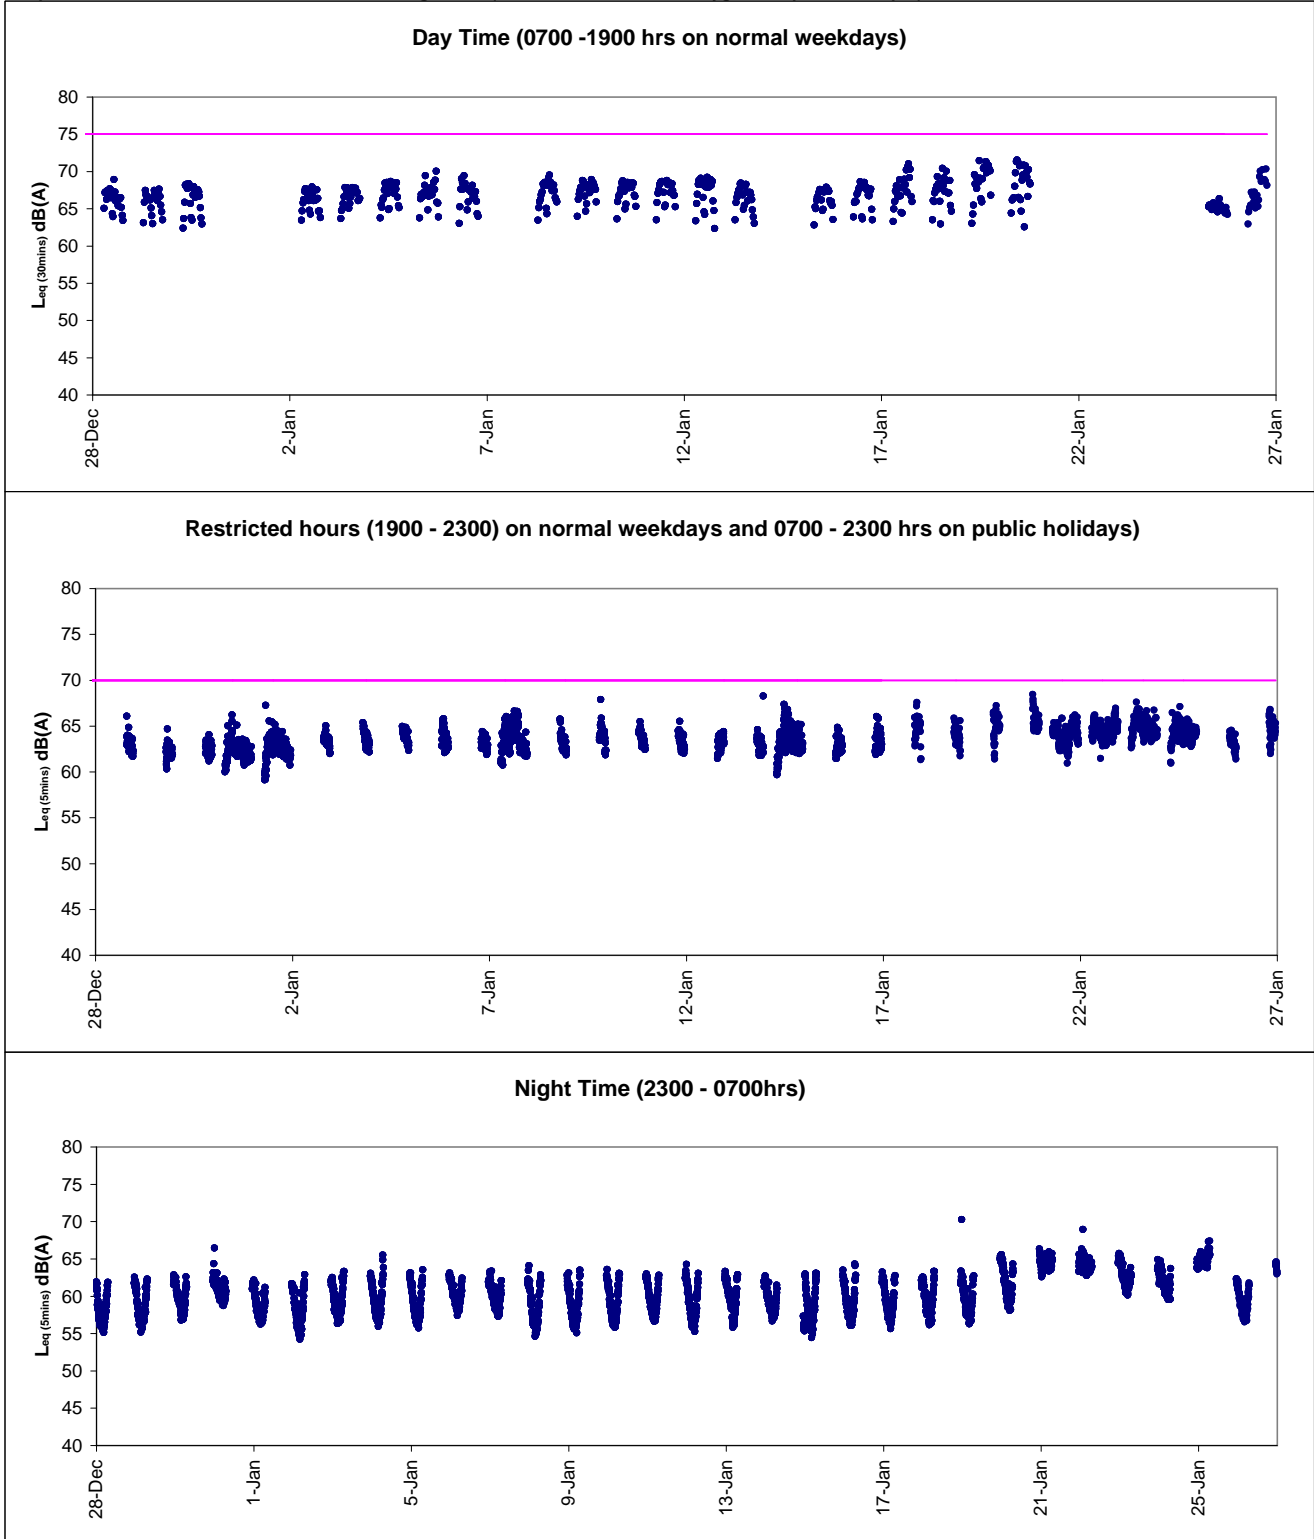 Day Time (0700 -1900 hrs on normal weekdays)
80
75
70
65
60
55
50
45
40
Leq (30mins) dB(A)
28-Dec
2-Jan
7-Jan
12-Jan
17-Jan
22-Jan
27-Jan
Restricted hours (1900 - 2300) on normal weekdays and 0700 - 2300 hrs on public holidays)
80
75
70
65
60
55
50
45
40
Leq (5mins) dB(A)
28-Dec
2-Jan
7-Jan
12-Jan
17-Jan
22-Jan
27-Jan
Night Time (2300 - 0700hrs)
80
75
70
65
60
55
50
45
40
Leq (5mins) dB(A)
28-Dec
1-Jan
5-Jan
9-Jan
13-Jan
17-Jan
21-Jan
25-Jan